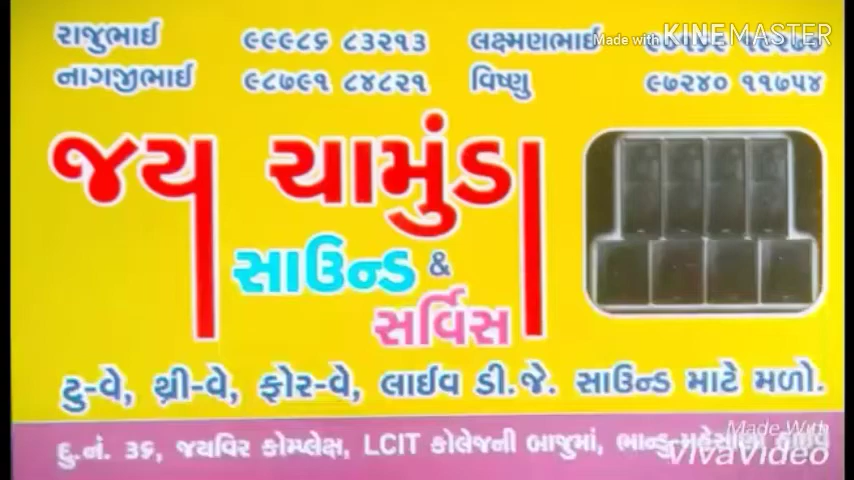 રાજુભાઈ ૯૯૯૮૬ ૮૩૨૧૩ લક્ષ્મણભાઈ
Made with KINEMASTER
નાગજીભાઈ ૯૮૭૯૧ ૮૪૮૨૧ વિષ્ણુ ૯૭૨૪૦ ૧૧૭૫૪
જય ચામુંડા
સાઉન્ડ &
સર્વિસ
ટુ-વે, થ્રી-વે, ફોર-વે, લાઈવ ડી.જે. સાઉન્ડ માટે મળો.
દુ.નં. ૩૬, જયવિર કોમ્પ્લેક્ષ, LCIT કોલેજની બાજુમાં, ભાન્ડુ-મહેસાણા
Made With
VivaVideo